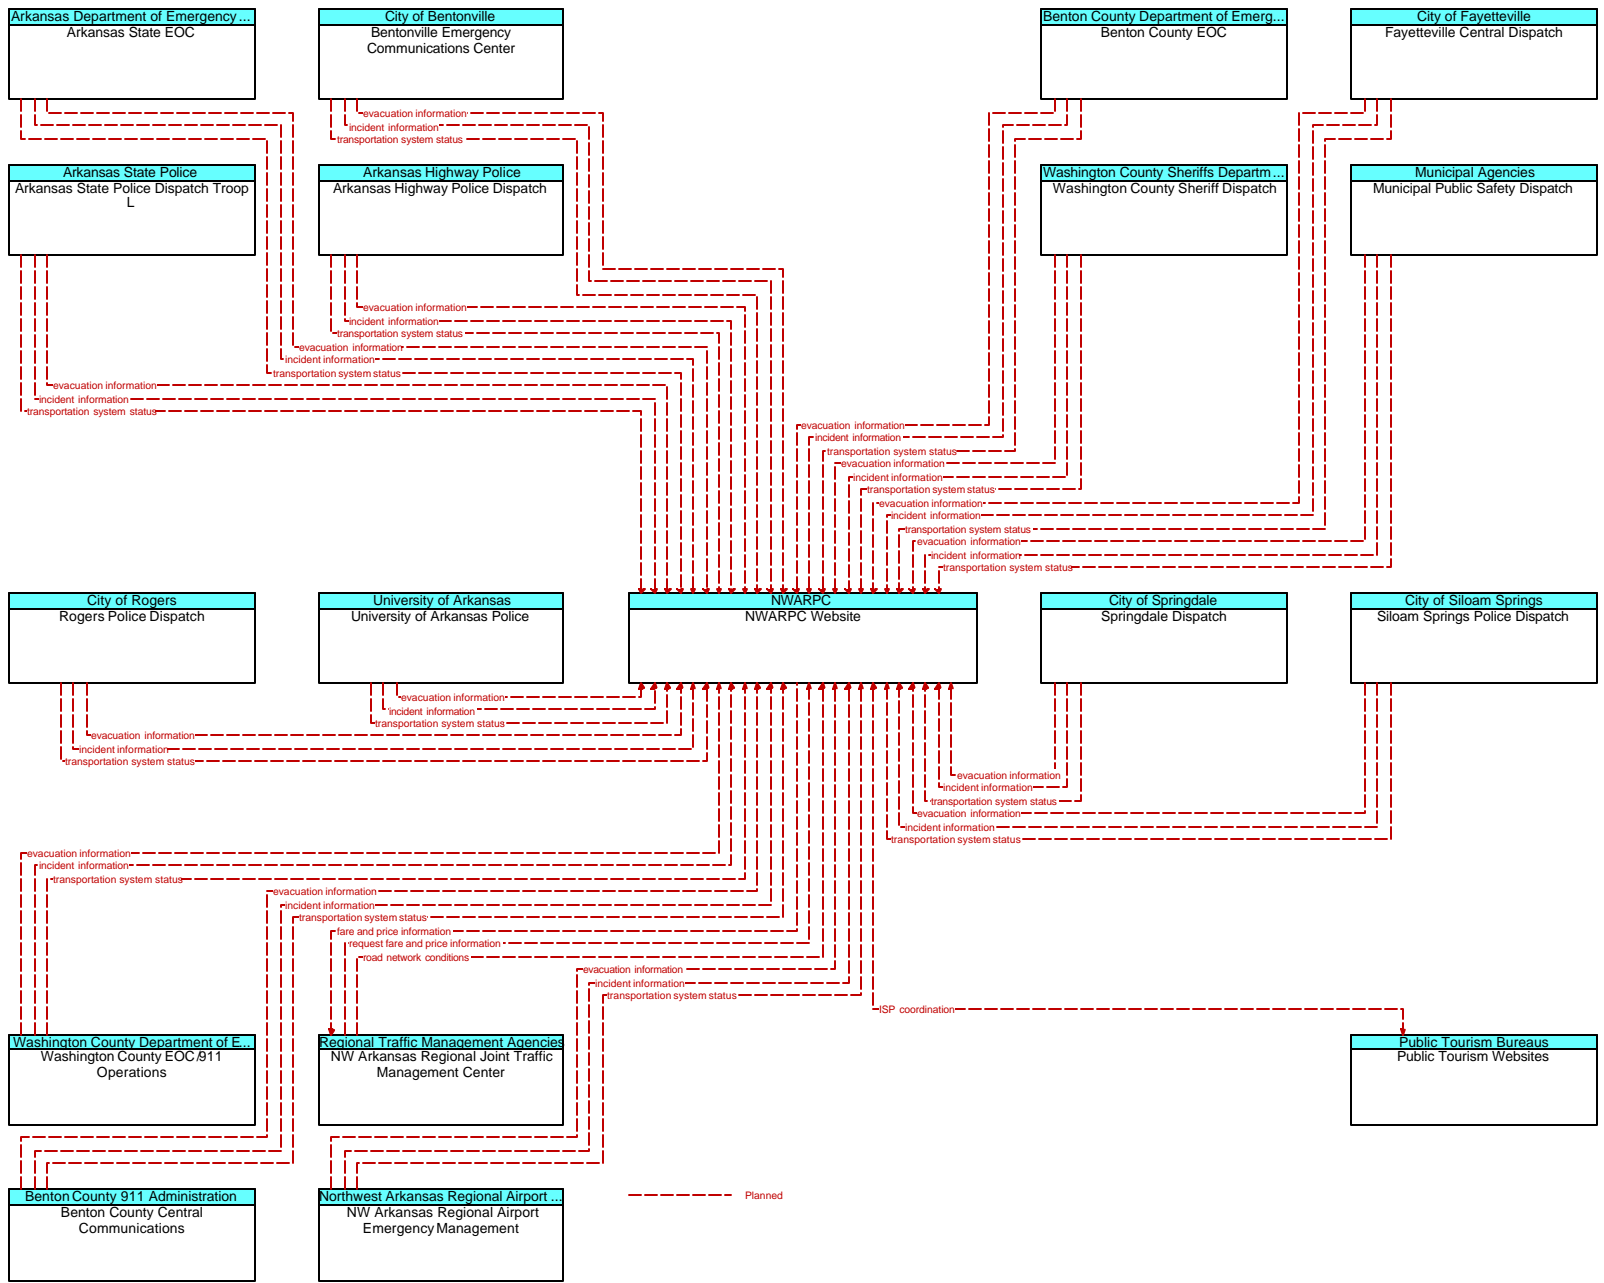 Arkansas Department of Emergency ...
Arkansas State EOC
City of Bentonville
Bentonville Emergency
Communications Center
Benton County Department of Emerg...
Benton County EOC
City of Fayetteville
Fayetteville Central Dispatch
evacuation information
incident information
transportation system status
Arkansas State Police
Arkansas State Police Dispatch Troop
L
Arkansas Highway Police
Arkansas Highway Police Dispatch
Washington County Sheriffs Departm...
Washington County Sheriff Dispatch
Municipal Agencies
Municipal Public Safety Dispatch
evacuation information
incident information
transportation system status
evacuation information
incident information
transportation system status
evacuation information
incident information
transportation system status
evacuation information
incident information
transportation system status
evacuation information
incident information
transportation system status
evacuation information
incident information
transportation system status
evacuation information
incident information
transportation system status
City of Rogers
Rogers Police Dispatch
University of Arkansas
University of Arkansas Police
NWARPC
NWARPC Website
City of Springdale
Springdale Dispatch
City of Siloam Springs
Siloam Springs Police Dispatch
evacuation information
incident information
transportation system status
evacuation information
incident information
transportation system status
evacuation information
incident information
transportation system status
evacuation information
incident information
transportation system status
evacuation information
incident information
transportation system status
evacuation information
incident information
transportation system status
fare and price information
request fare and price information
road network conditions
evacuation information
incident information
transportation system status
ISP coordination
Washington County Department of E...
Washington County EOC/911
Operations
Regional Traffic Management Agencies
NW Arkansas Regional Joint Traffic
Management Center
Public Tourism Bureaus
Public Tourism Websites
Benton County 911 Administration
Benton County Central
Communications
Northwest Arkansas Regional Airport ...
NW Arkansas Regional Airport
Emergency Management
Planned